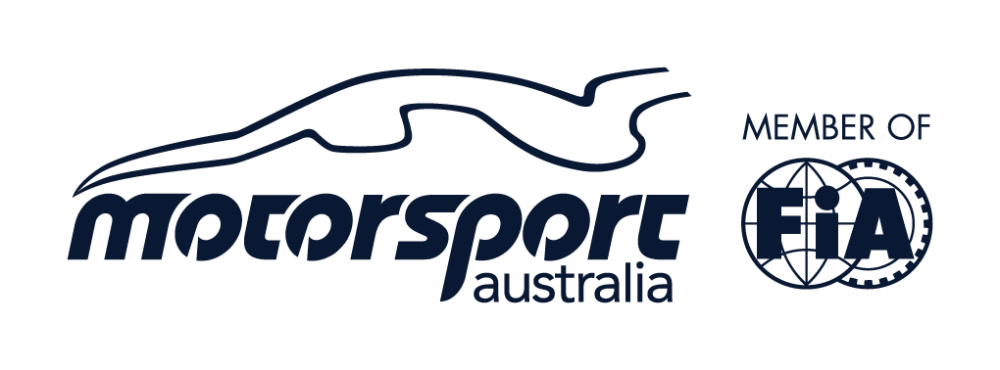 motorsport
australia
MEMBER OF
FiA